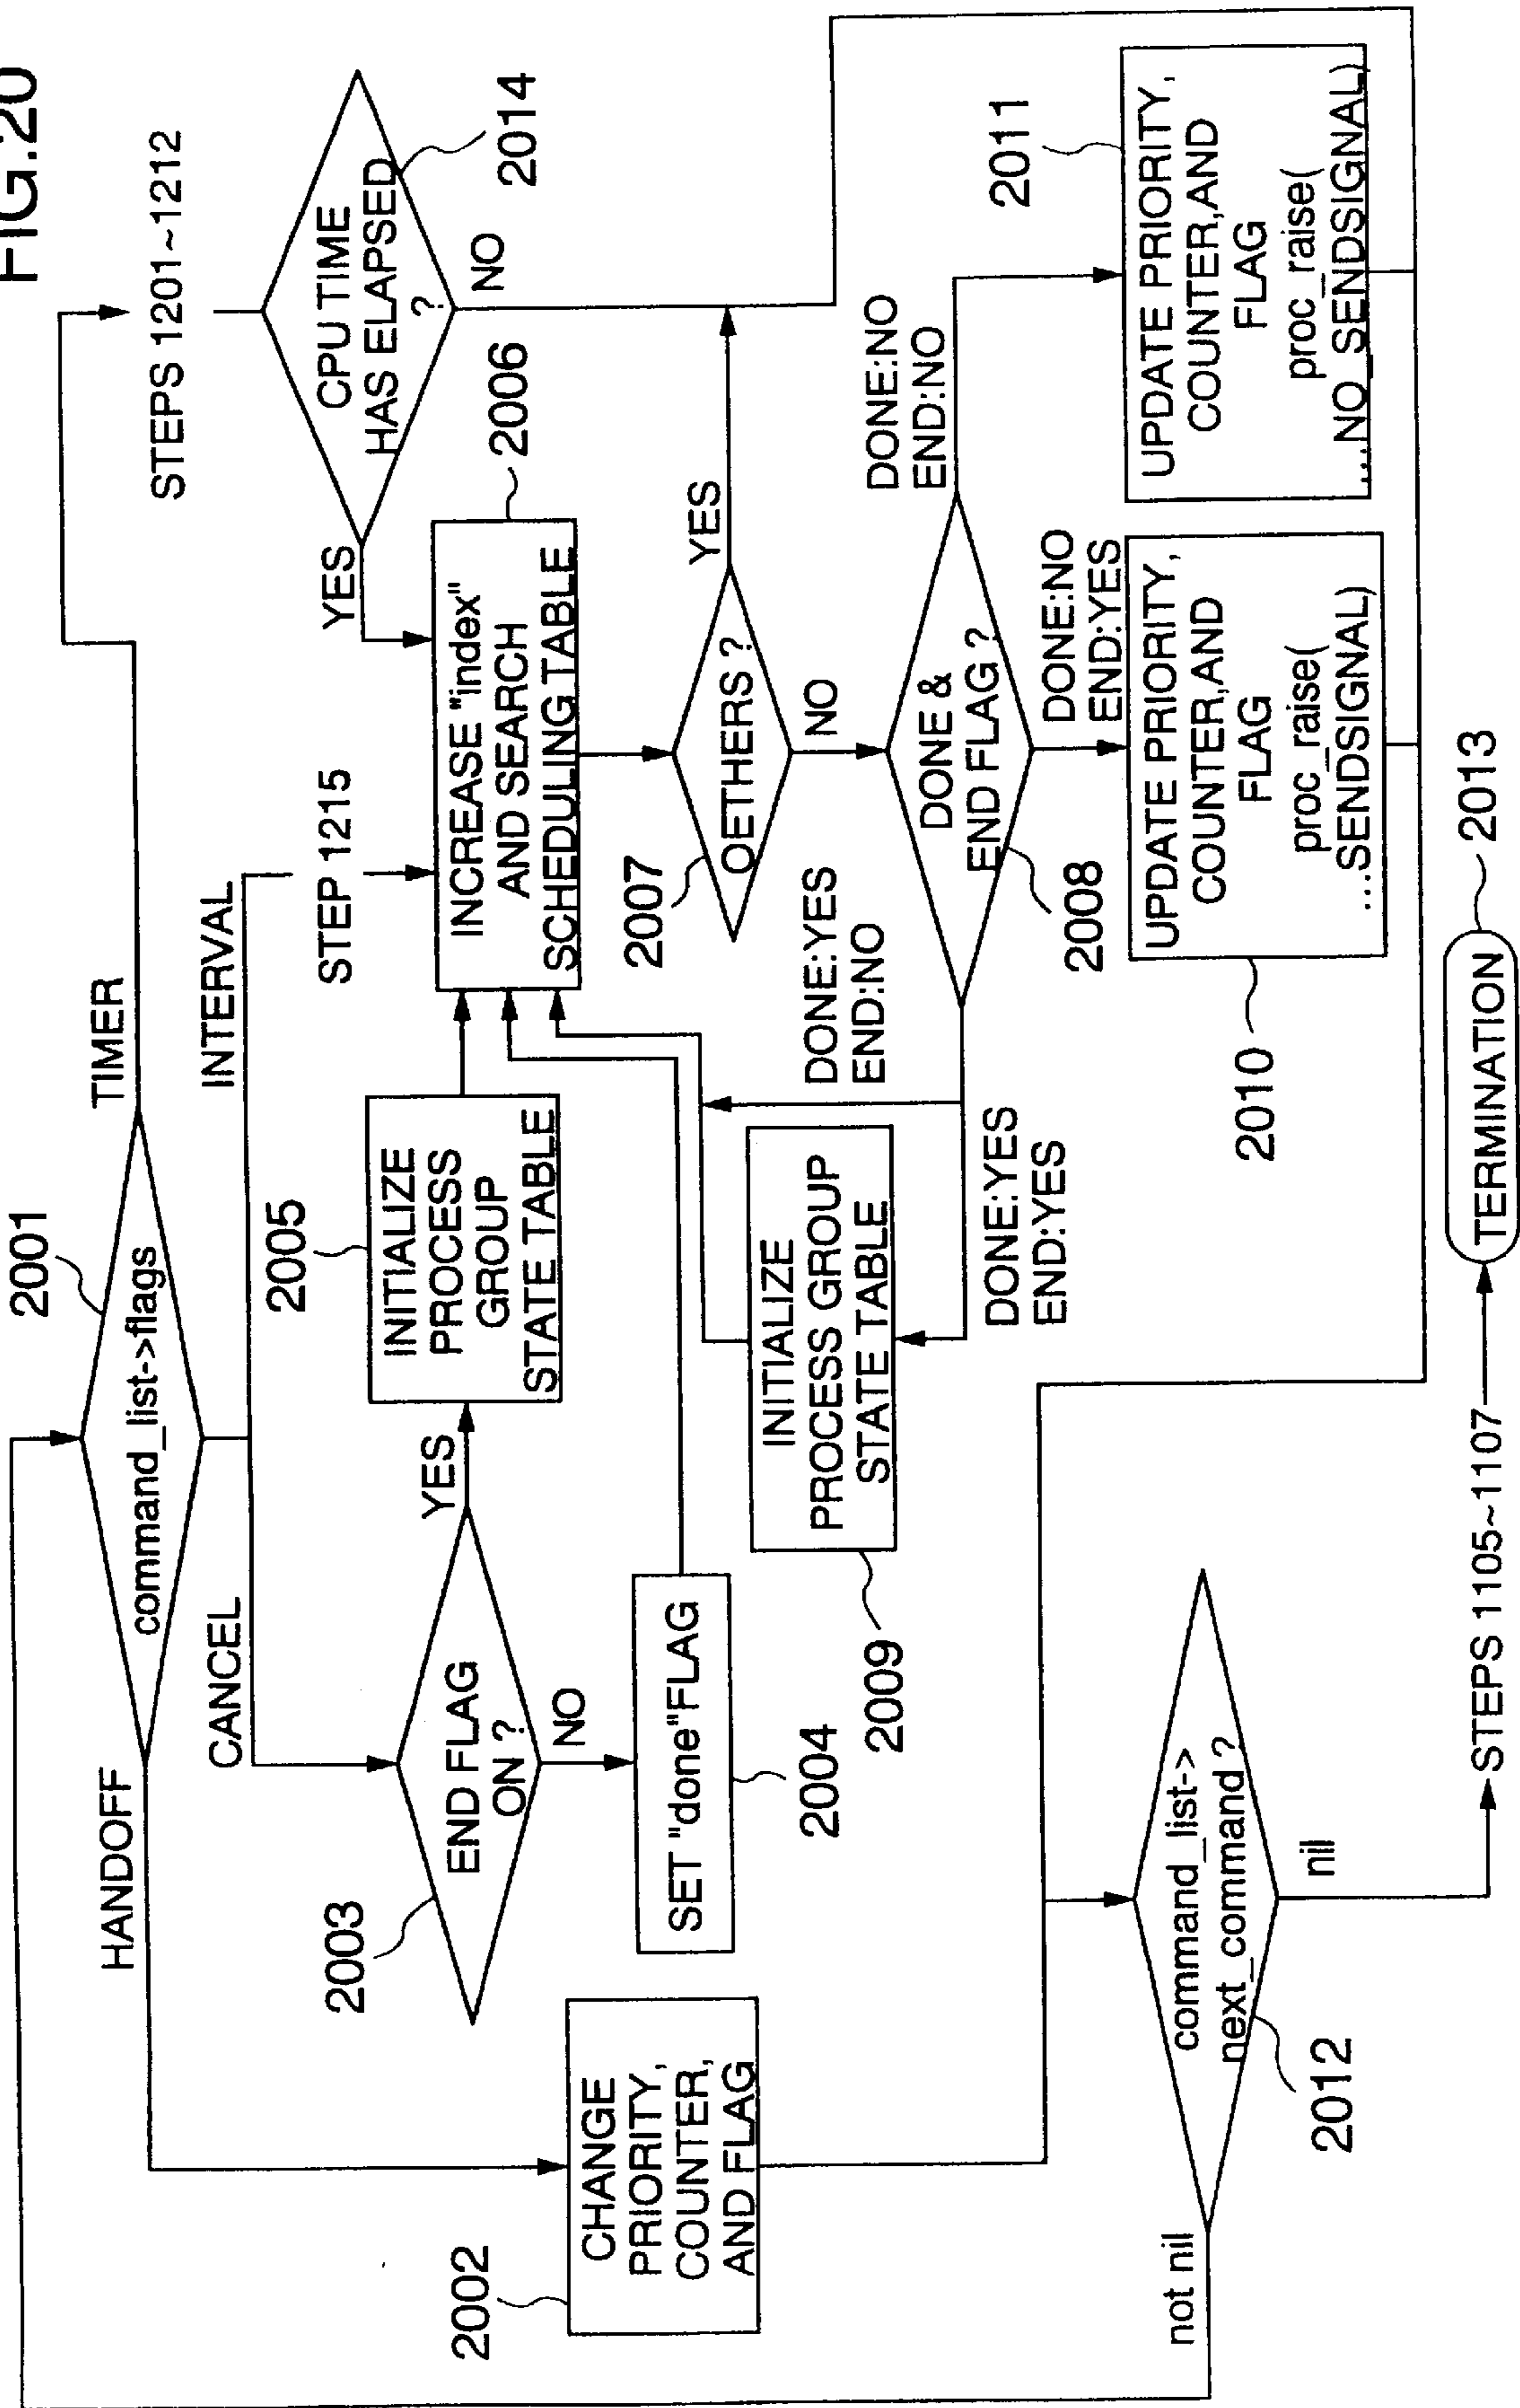 FIG.20
2001
command_list->flags
HANDOFF
TIMER
CANCEL
INTERVAL
STEPS 1201~1212
CPU TIME
HAS ELAPSED
?
2014
YES
NO
2002
CHANGE
PRIORITY,
COUNTER,
AND FLAG
2003
END FLAG
ON ?
YES
NO
2004
SET "done"FLAG
2005
INITIALIZE
PROCESS
GROUP
STATE TABLE
STEP 1215
2006
INCREASE "index"
AND SEARCH
SCHEDULING TABLE
2007
OETHERS ?
YES
NO
2008
DONE &
END FLAG ?
DONE:YES
END:NO
DONE:YES
END:YES
DONE:NO
END:YES
DONE:NO
END:NO
2009
INITIALIZE
PROCESS GROUP
STATE TABLE
2010
UPDATE PRIORITY,
COUNTER,AND
FLAG
proc_raise(
...SENDSIGNAL)
2011
UPDATE PRIORITY,
COUNTER,AND
FLAG
proc_raise(
...NO_SENDSIGNAL)
2012
command_list->
next_command ?
not nil
nil
STEPS 1105~1107
TERMINATION
2013